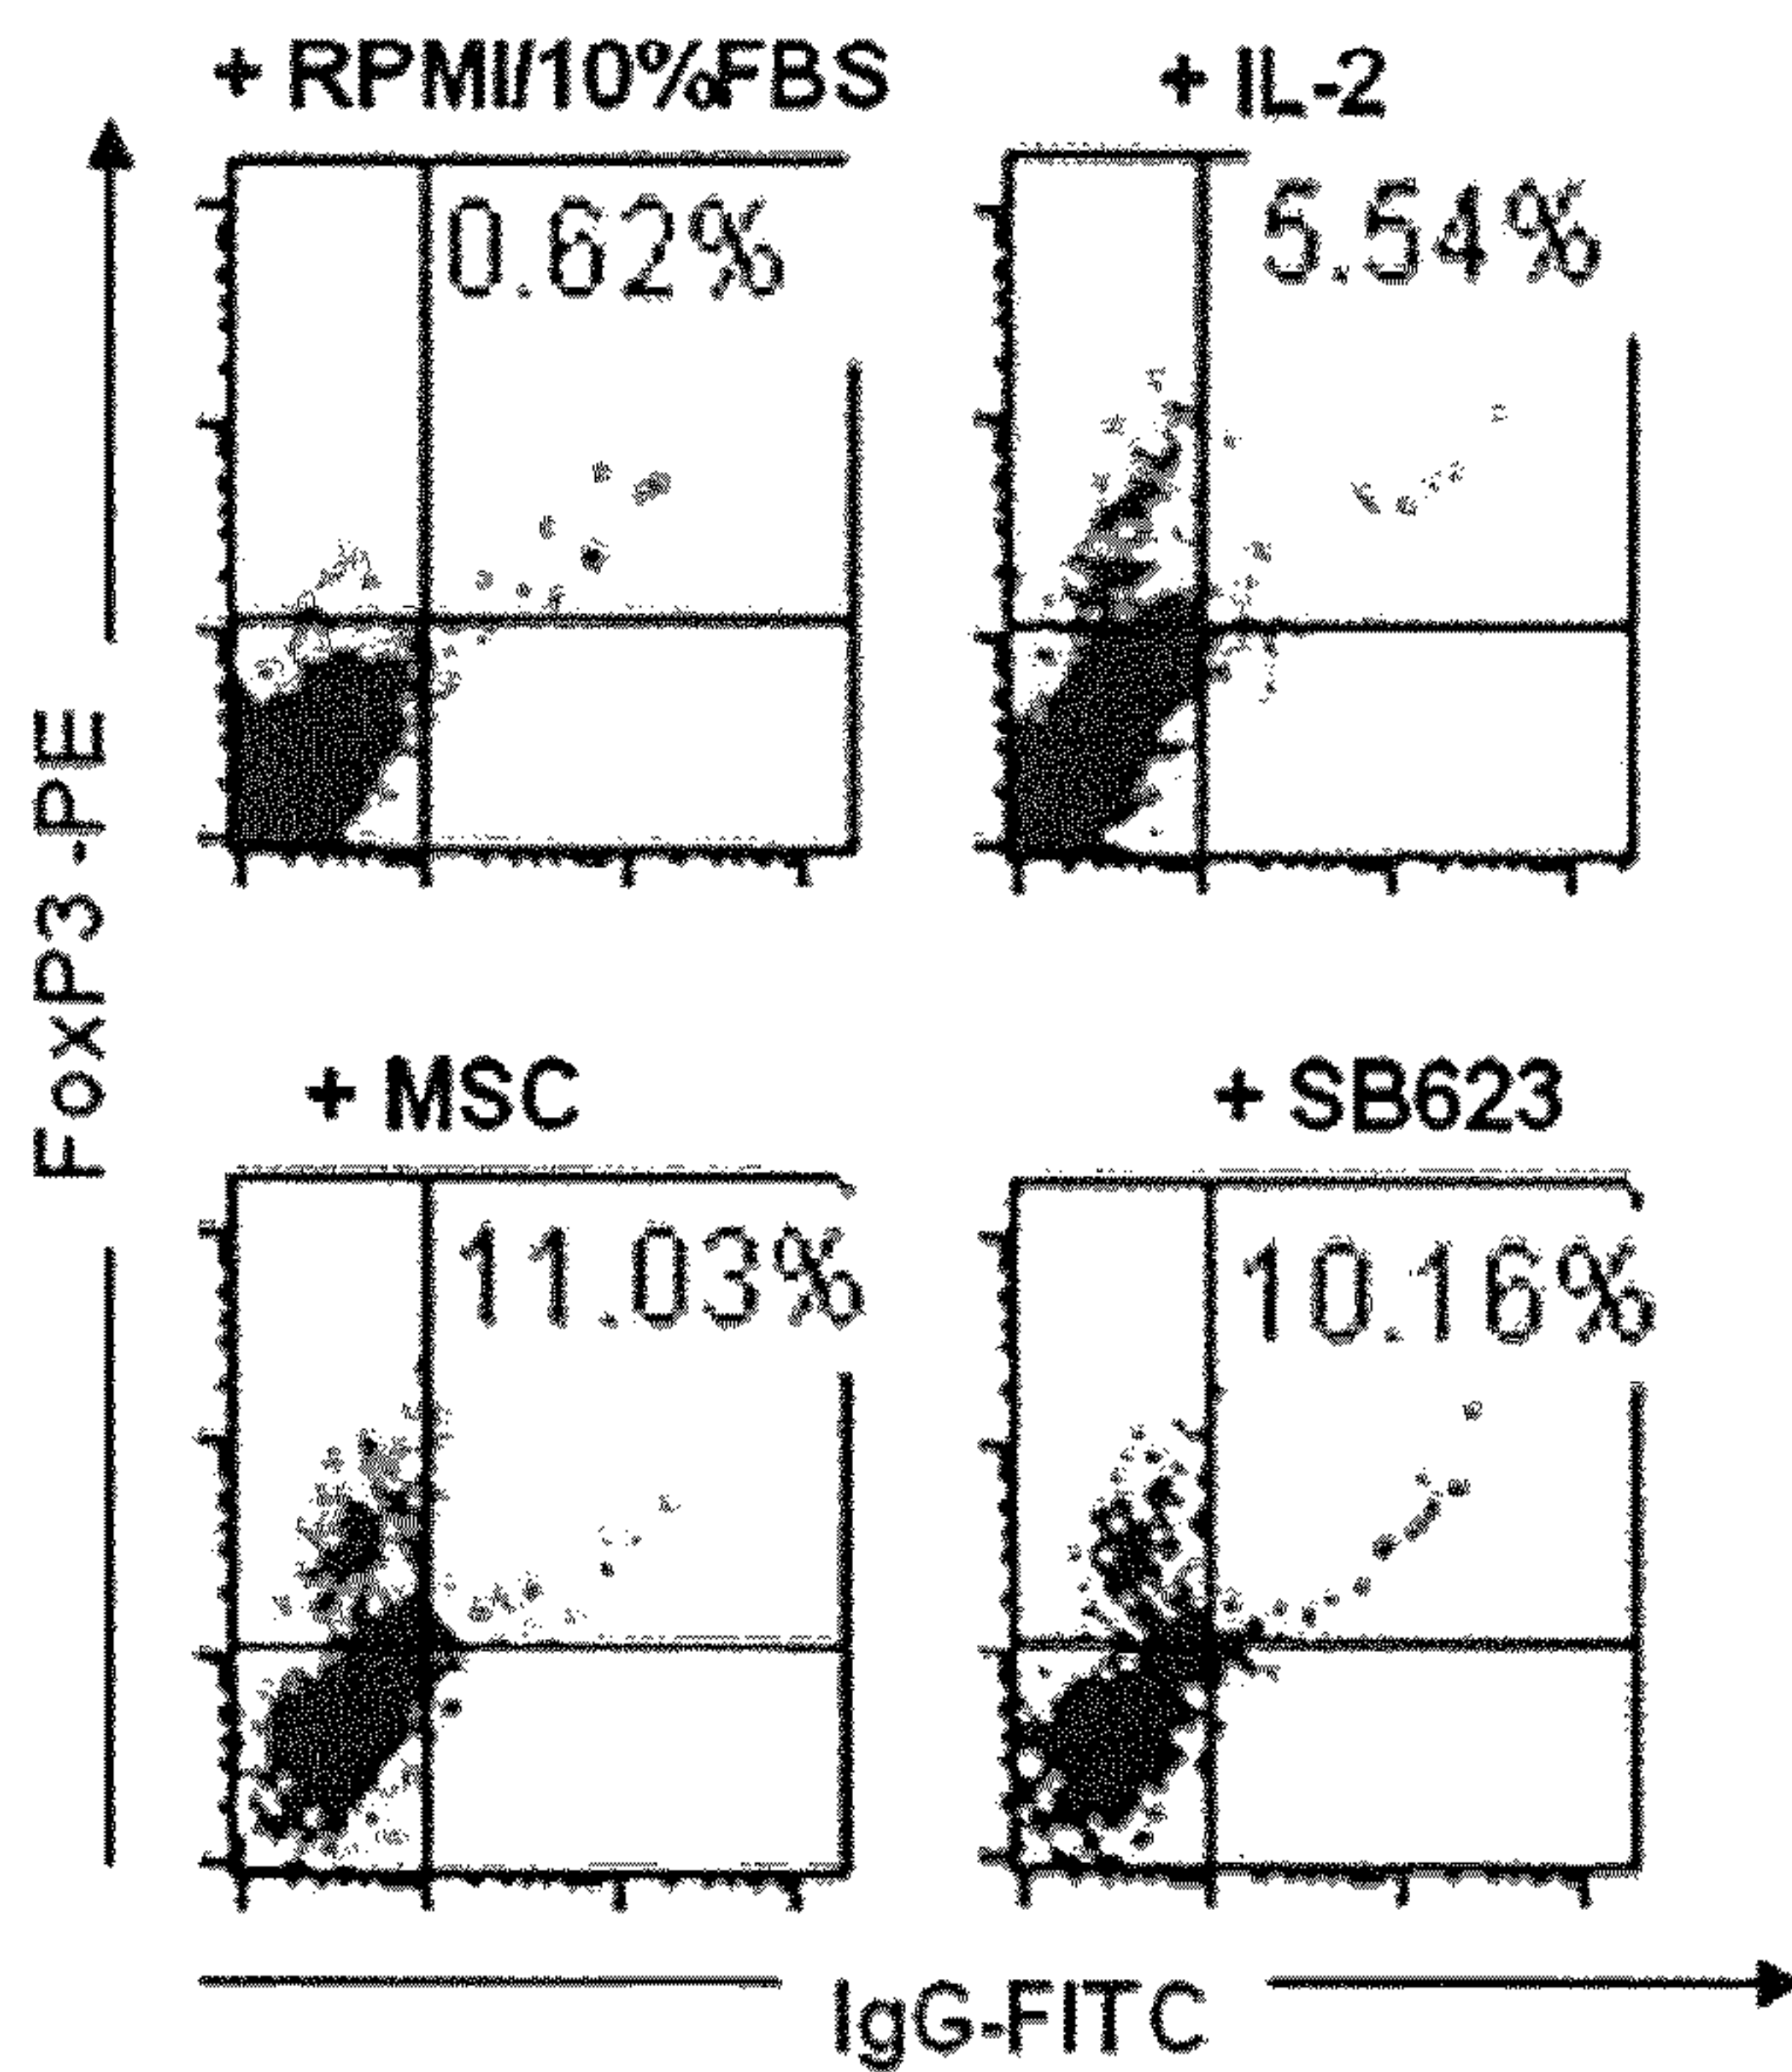 + RPMI/10%FBS
+ IL-2
0.62%
5.54%
FoxP3 -PE
+ MSC
+ SB623
11.03%
10.16%
IgG-FITC